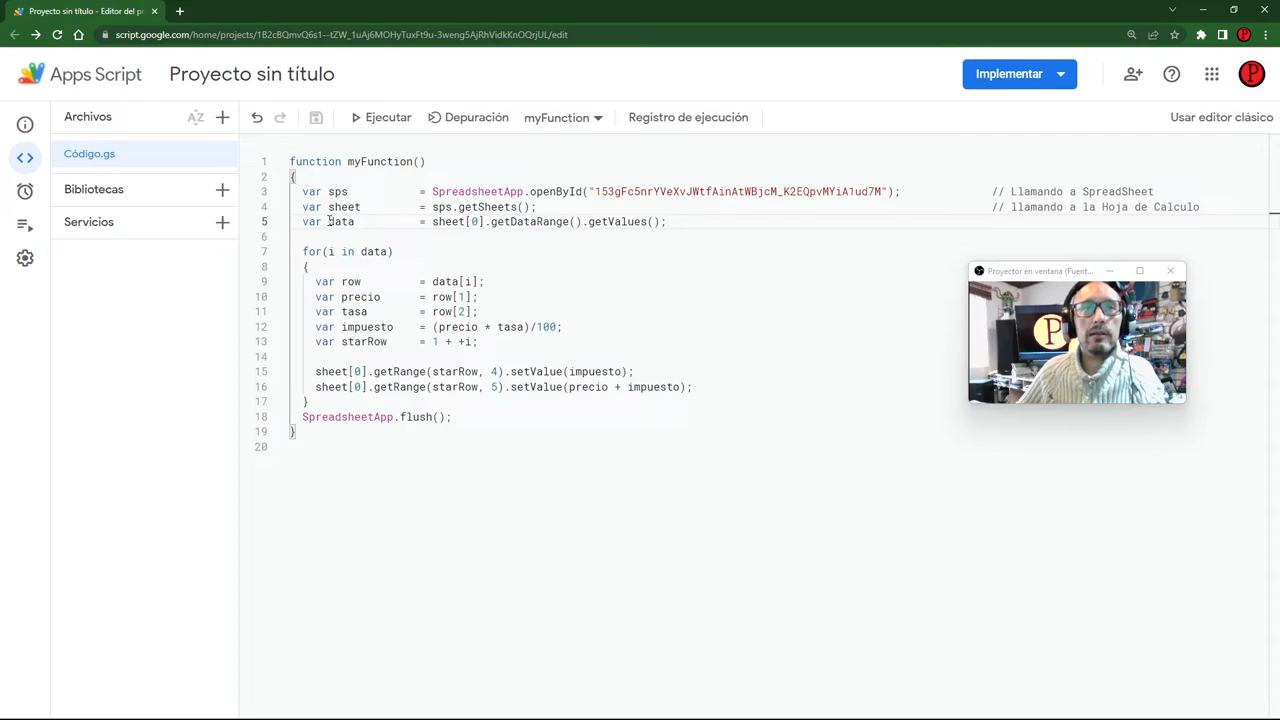 Proyecto sin título - Editor del p
script.google.com/home/projects/1B2cBQmvQ6s1--tZW_1uAj6MOHyTuxFt9u-3weng5AjRhVidkKnOQrjUL/edit
Apps Script
Proyecto sin título
Implementar
Archivos
AZ
Ejecutar
Depuración
myFunction
Registro de ejecución
Usar editor clásico
Código.gs
Bibliotecas
Servicios
1 function myFunction()
2 {
3 var sps = SpreadsheetApp.openById("153gFc5nrYVeXvJWtfAinAtWBjcM_K2EQpvMYiA1ud7M"); // Llamando a SpreadSheet
4 var sheet = sps.getSheets(); // llamando a la Hoja de Calculo
5 var data = sheet[0].getDataRange().getValues();
6
7 for(i in data)
8 {
9 var row = data[i];
10 var precio = row[1];
11 var tasa = row[2];
12 var impuesto = (precio * tasa)/100;
13 var starRow = 1 + +i;
14
15 sheet[0].getRange(starRow, 4).setValue(impuesto);
16 sheet[0].getRange(starRow, 5).setValue(precio + impuesto);
17 }
18 SpreadsheetApp.flush();
19 }
20
Proyector en ventana (Fuent...
P